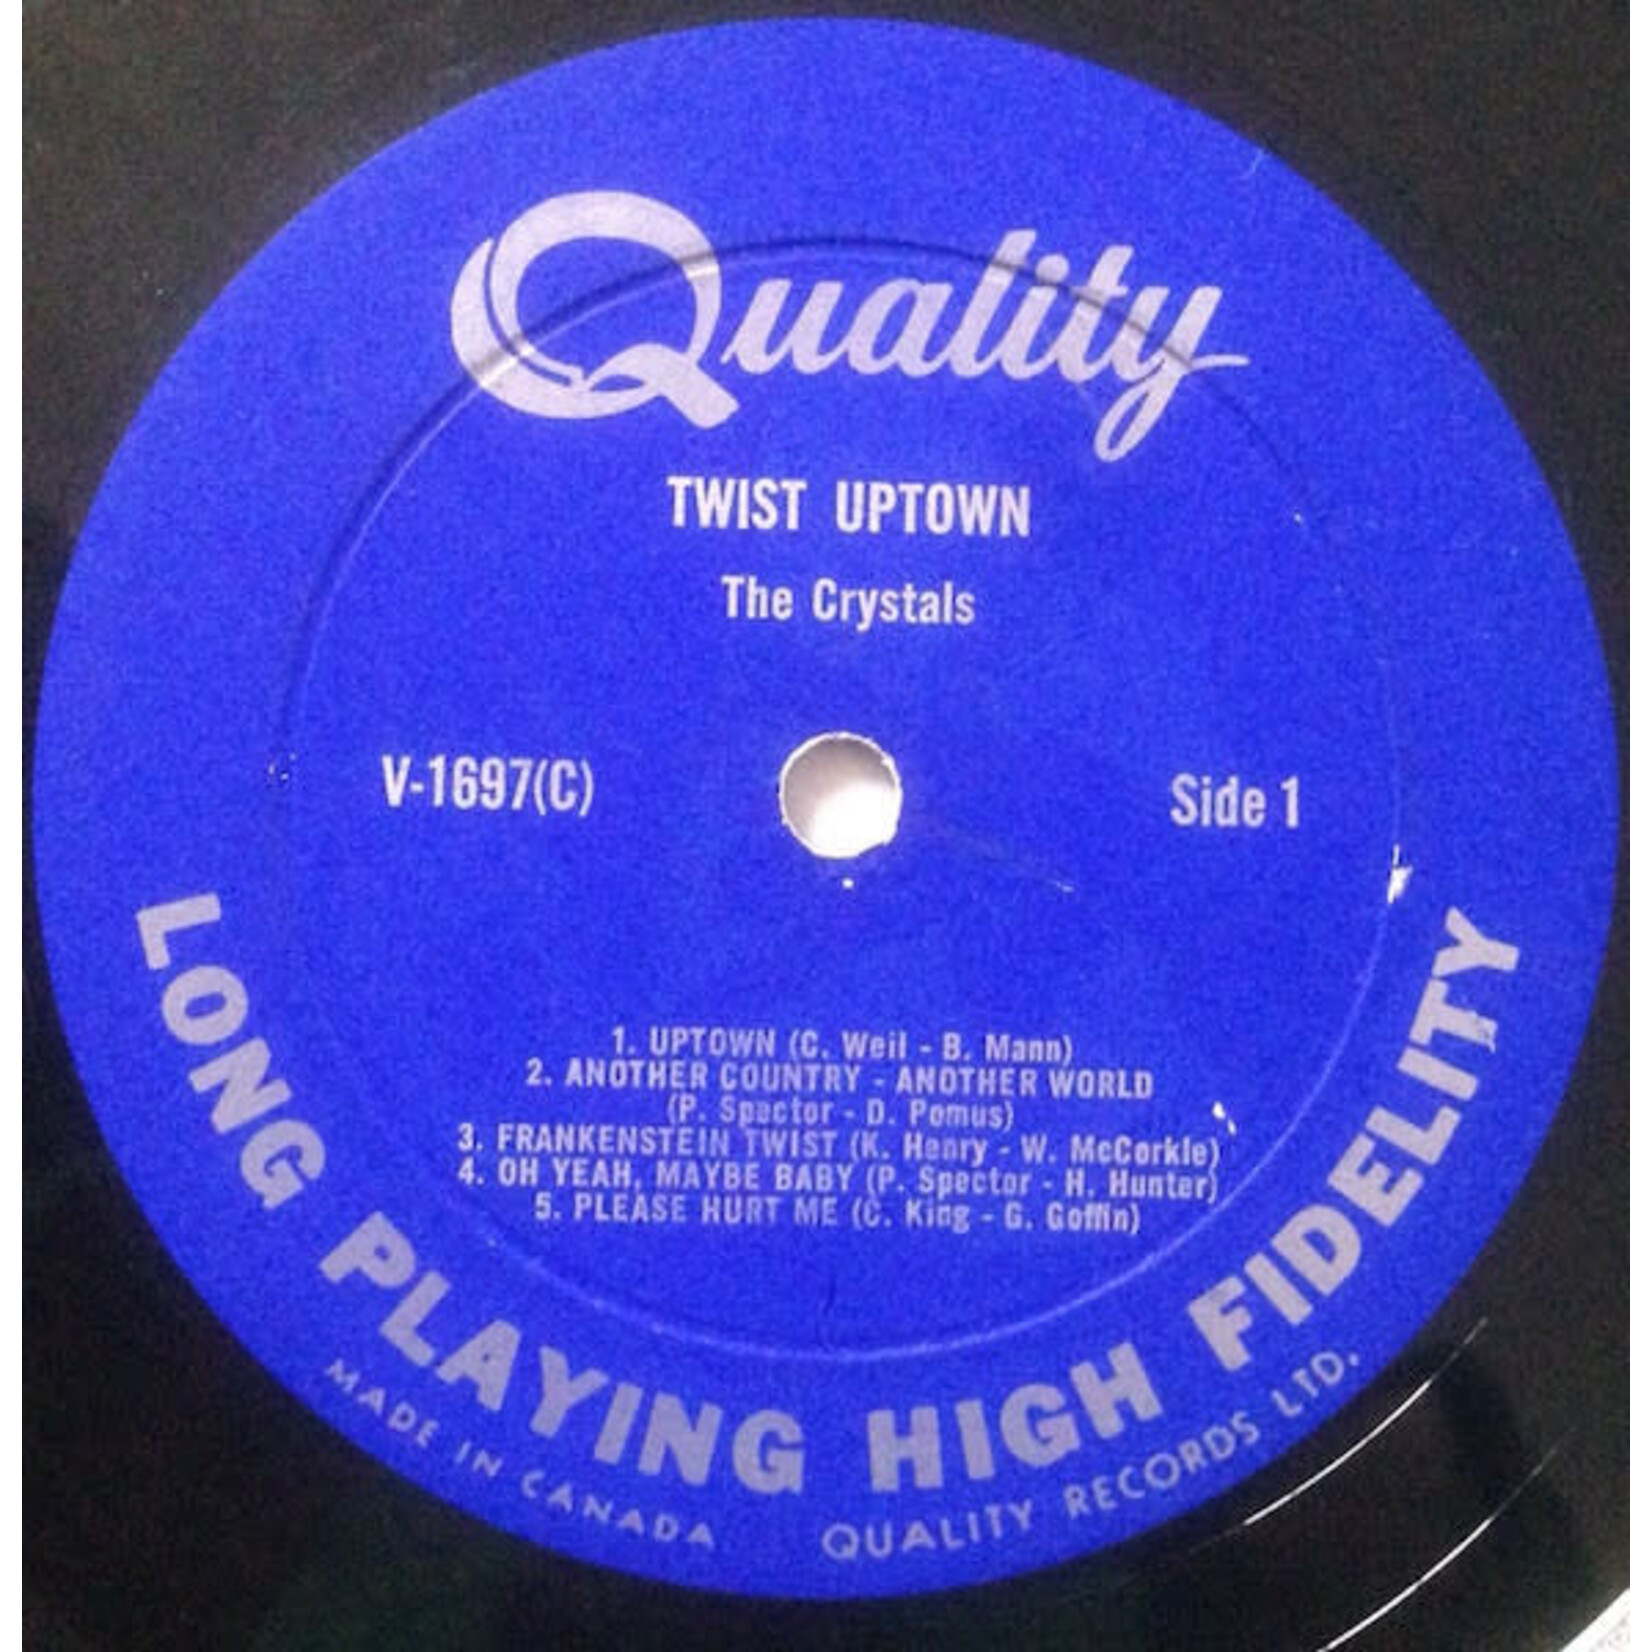 Quality
TWIST UPTOWN
The Crystals
V-1697(C)
Side 1
1. UPTOWN (C. Weil - B. Mann)
2. ANOTHER COUNTRY - ANOTHER WORLD
(P. Spector - D. Pomus)
3. FRANKENSTEIN TWIST (K. Henry - W. McCorkle)
4. OH YEAH, MAYBE BABY (P. Spector - H. Hunter)
5. PLEASE HURT ME (C. King - G. Goffin)
LONG PLAYING HIGH FIDELITY
MADE IN CANADA QUALITY RECORDS LTD.